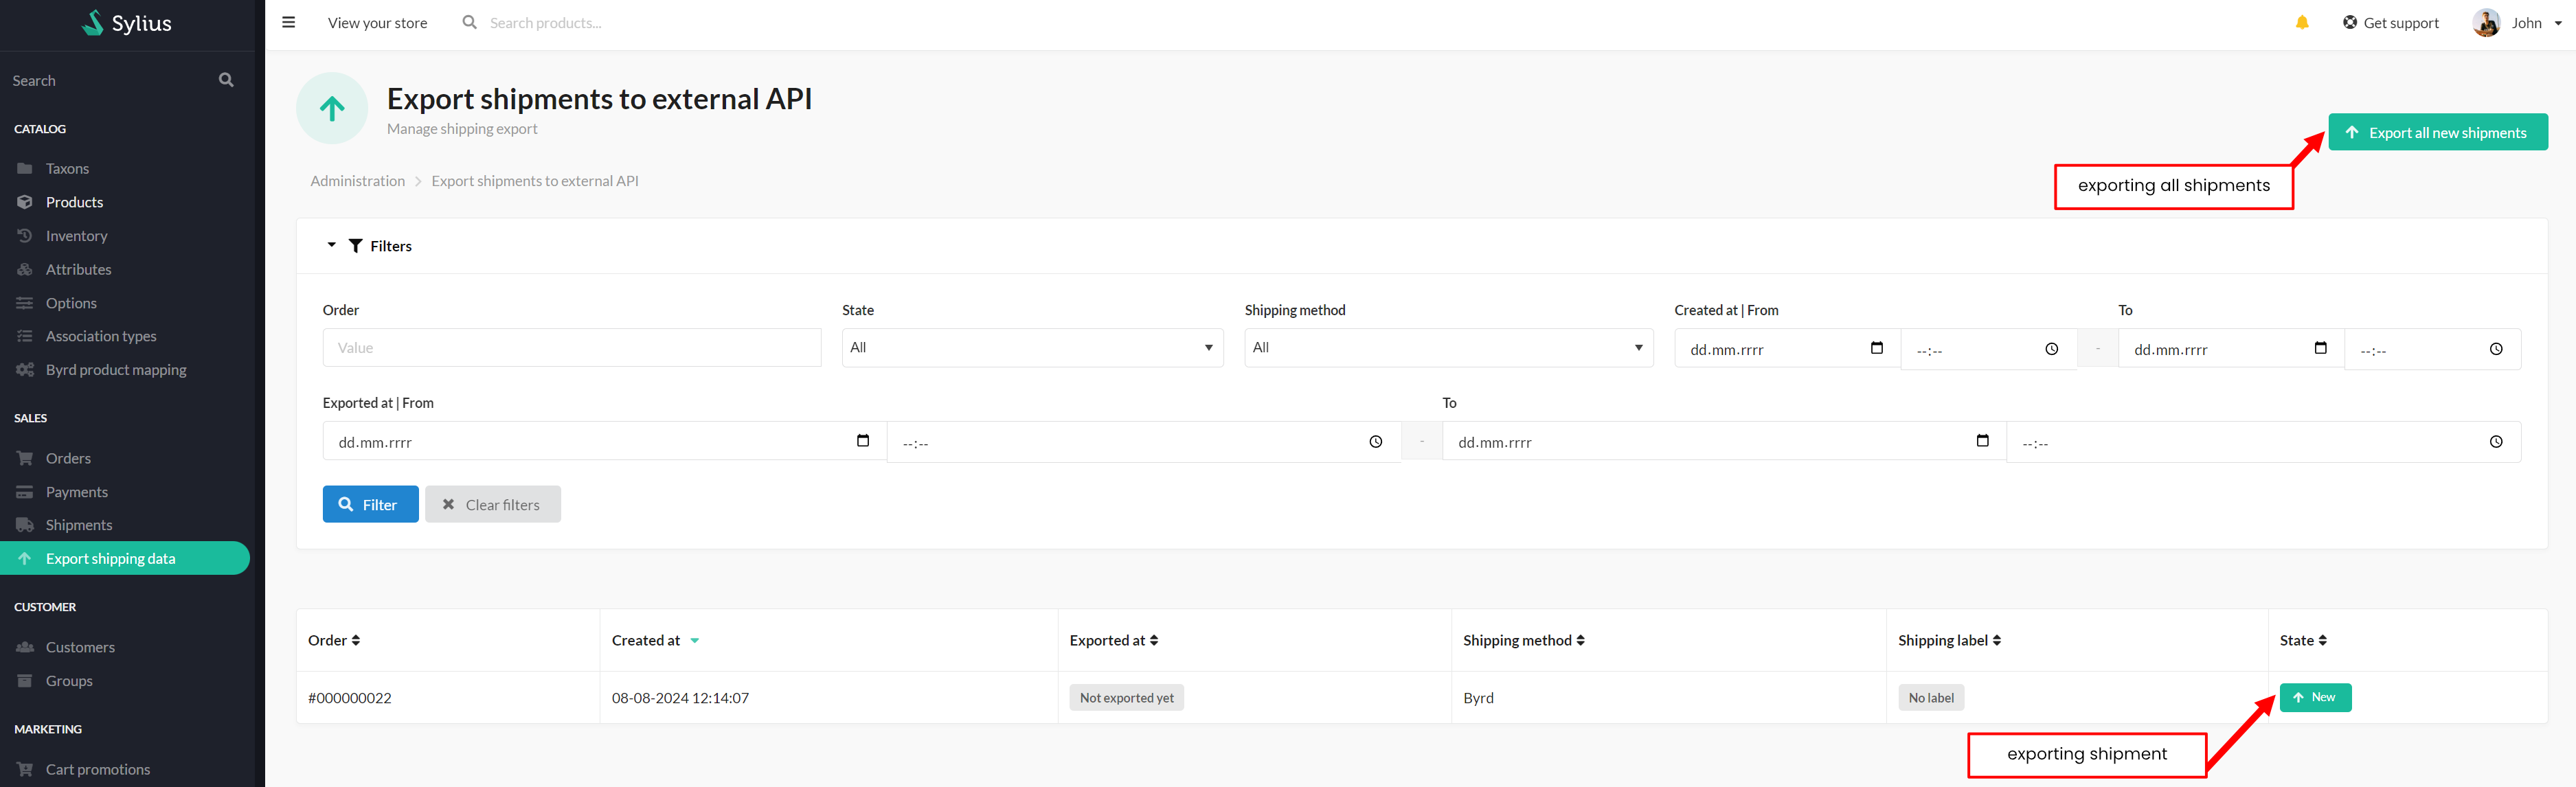 Sylius
View your store
Search products...
Get support
John
Search
CATALOG
Taxons
Products
Inventory
Attributes
Options
Association types
Byrd product mapping
SALES
Orders
Payments
Shipments
Export shipping data
CUSTOMER
Customers
Groups
MARKETING
Cart promotions
Export shipments to external API
Manage shipping export
Export all new shipments
exporting all shipments
Administration > Export shipments to external API
Filters
Order State Shipping method Created at | From To
Value All All dd.mm.rrrr --:-- - dd.mm.rrrr --:--
Exported at | From To
dd.mm.rrrr --:-- - dd.mm.rrrr --:--
Filter Clear filters
Order Created at Exported at Shipping method Shipping label State
#000000022 08-08-2024 12:14:07 Not exported yet Byrd No label New
exporting shipment